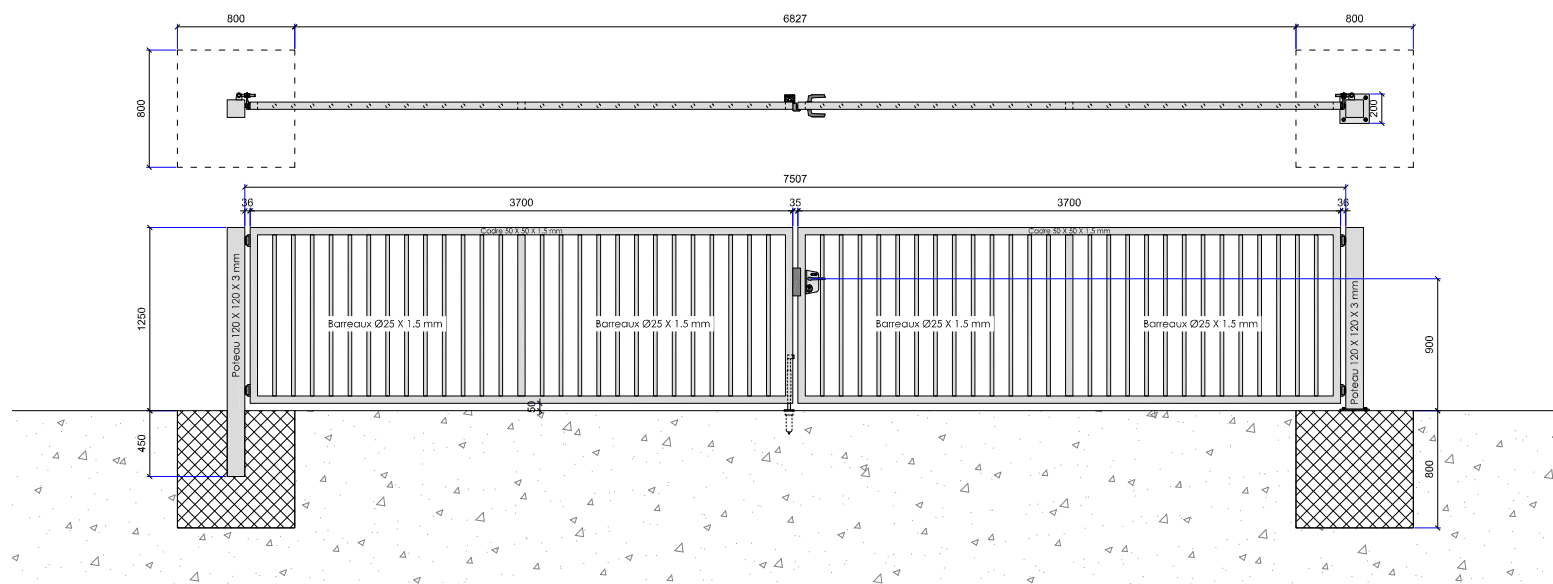 800
6827
800
800
200
7507
36
3700
35
3700
36
Cadre 50 X 50 X 1.5 mm
Cadre 50 X 50 X 1.5 mm
1250
Poteau 120 X 120 X 3 mm
Barreaux Ø25 X 1.5 mm
Barreaux Ø25 X 1.5 mm
Barreaux Ø25 X 1.5 mm
Barreaux Ø25 X 1.5 mm
Poteau 120 X 120 X 3 mm
900
50
450
800